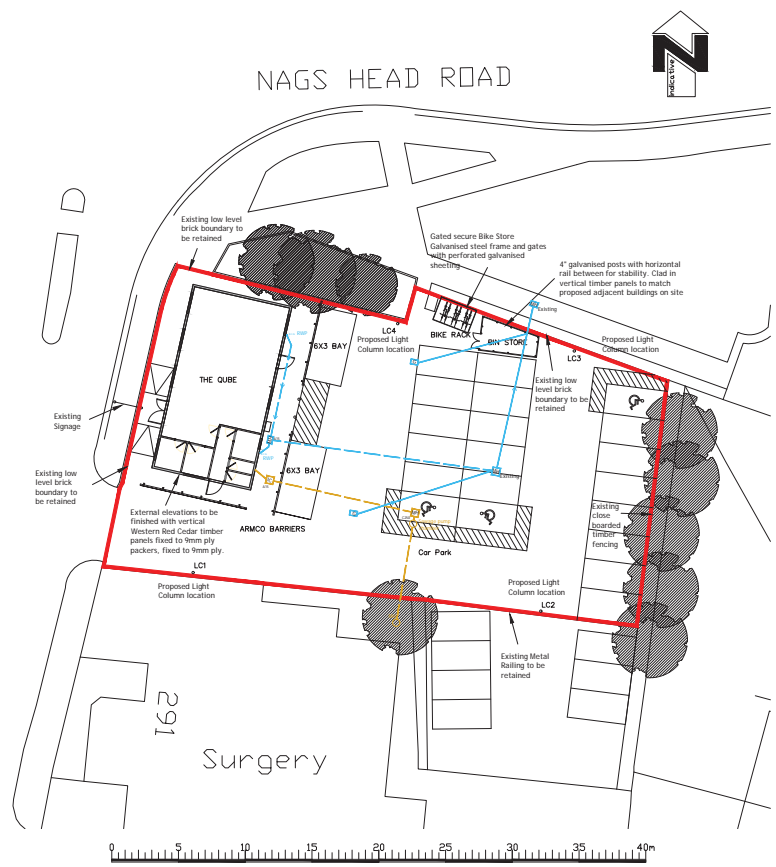 NAGS HEAD ROAD
N
indicative
Existing low level
brick boundary to
be retained
Gated secure Bike Store
Galvanised steel frame and gates
with perforated galvanised
sheeting
4" galvanised posts with horizontal
rail between for stability. Clad in
vertical timber panels to match
proposed adjacent buildings on site
Existing
LC4
Proposed Light
Column location
BIKE RACK
BIN STORE
Proposed Light
Column location
LC3
6X3 BAY
THE QUBE
RWP
Existing low
level brick
boundary to be
retained
Existing
Signage
Existing low
level brick
boundary to be
retained
RWP
6X3 BAY
Existing
External elevations to be
finished with vertical
Western Red Cedar timber
panels fixed to 9mm ply
packers, fixed to 9mm ply.
ARMCO BARRIERS
Existing
close
boarded
timber
fencing
Car Park
LC1
Proposed Light
Column location
Proposed Light
Column location
LC2
Existing Metal
Railing to be
retained
291
Surgery
0 5 10 15 20 25 30 35 40m